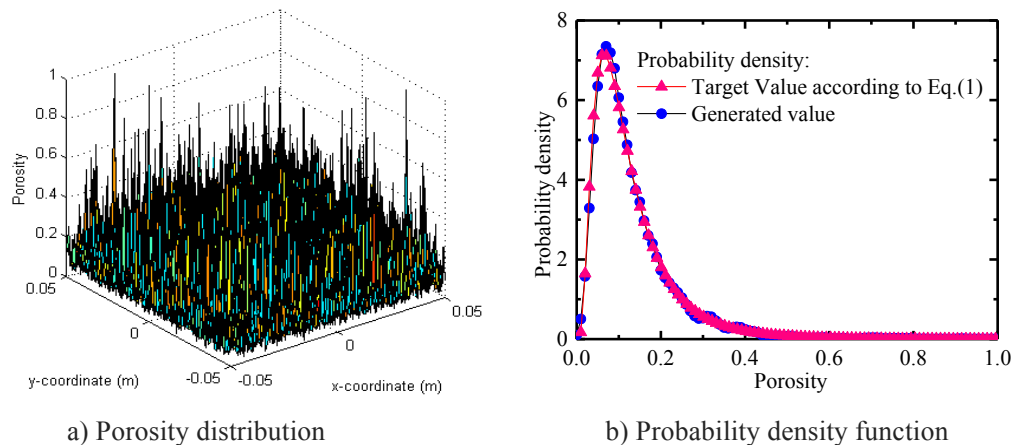 1
0.8
0.6
0.4
0.2
0
Porosity
0.05
0
-0.05
y-coordinate (m)
-0.05
0
0.05
x-coordinate (m)
a) Porosity distribution
8
6
4
2
0
Probability density
Probability density:
Target Value according to Eq.(1)
Generated value
0.0 0.2 0.4 0.6 0.8 1.0
Porosity
b) Probability density function